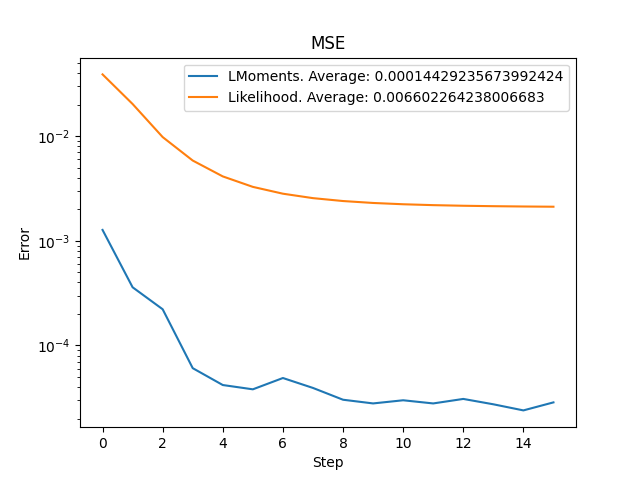 MSE
LMoments. Average: 0.00014429235673992424
Likelihood. Average: 0.006602264238006683
Error
10⁻²
10⁻³
10⁻⁴
0 2 4 6 8 10 12 14
Step